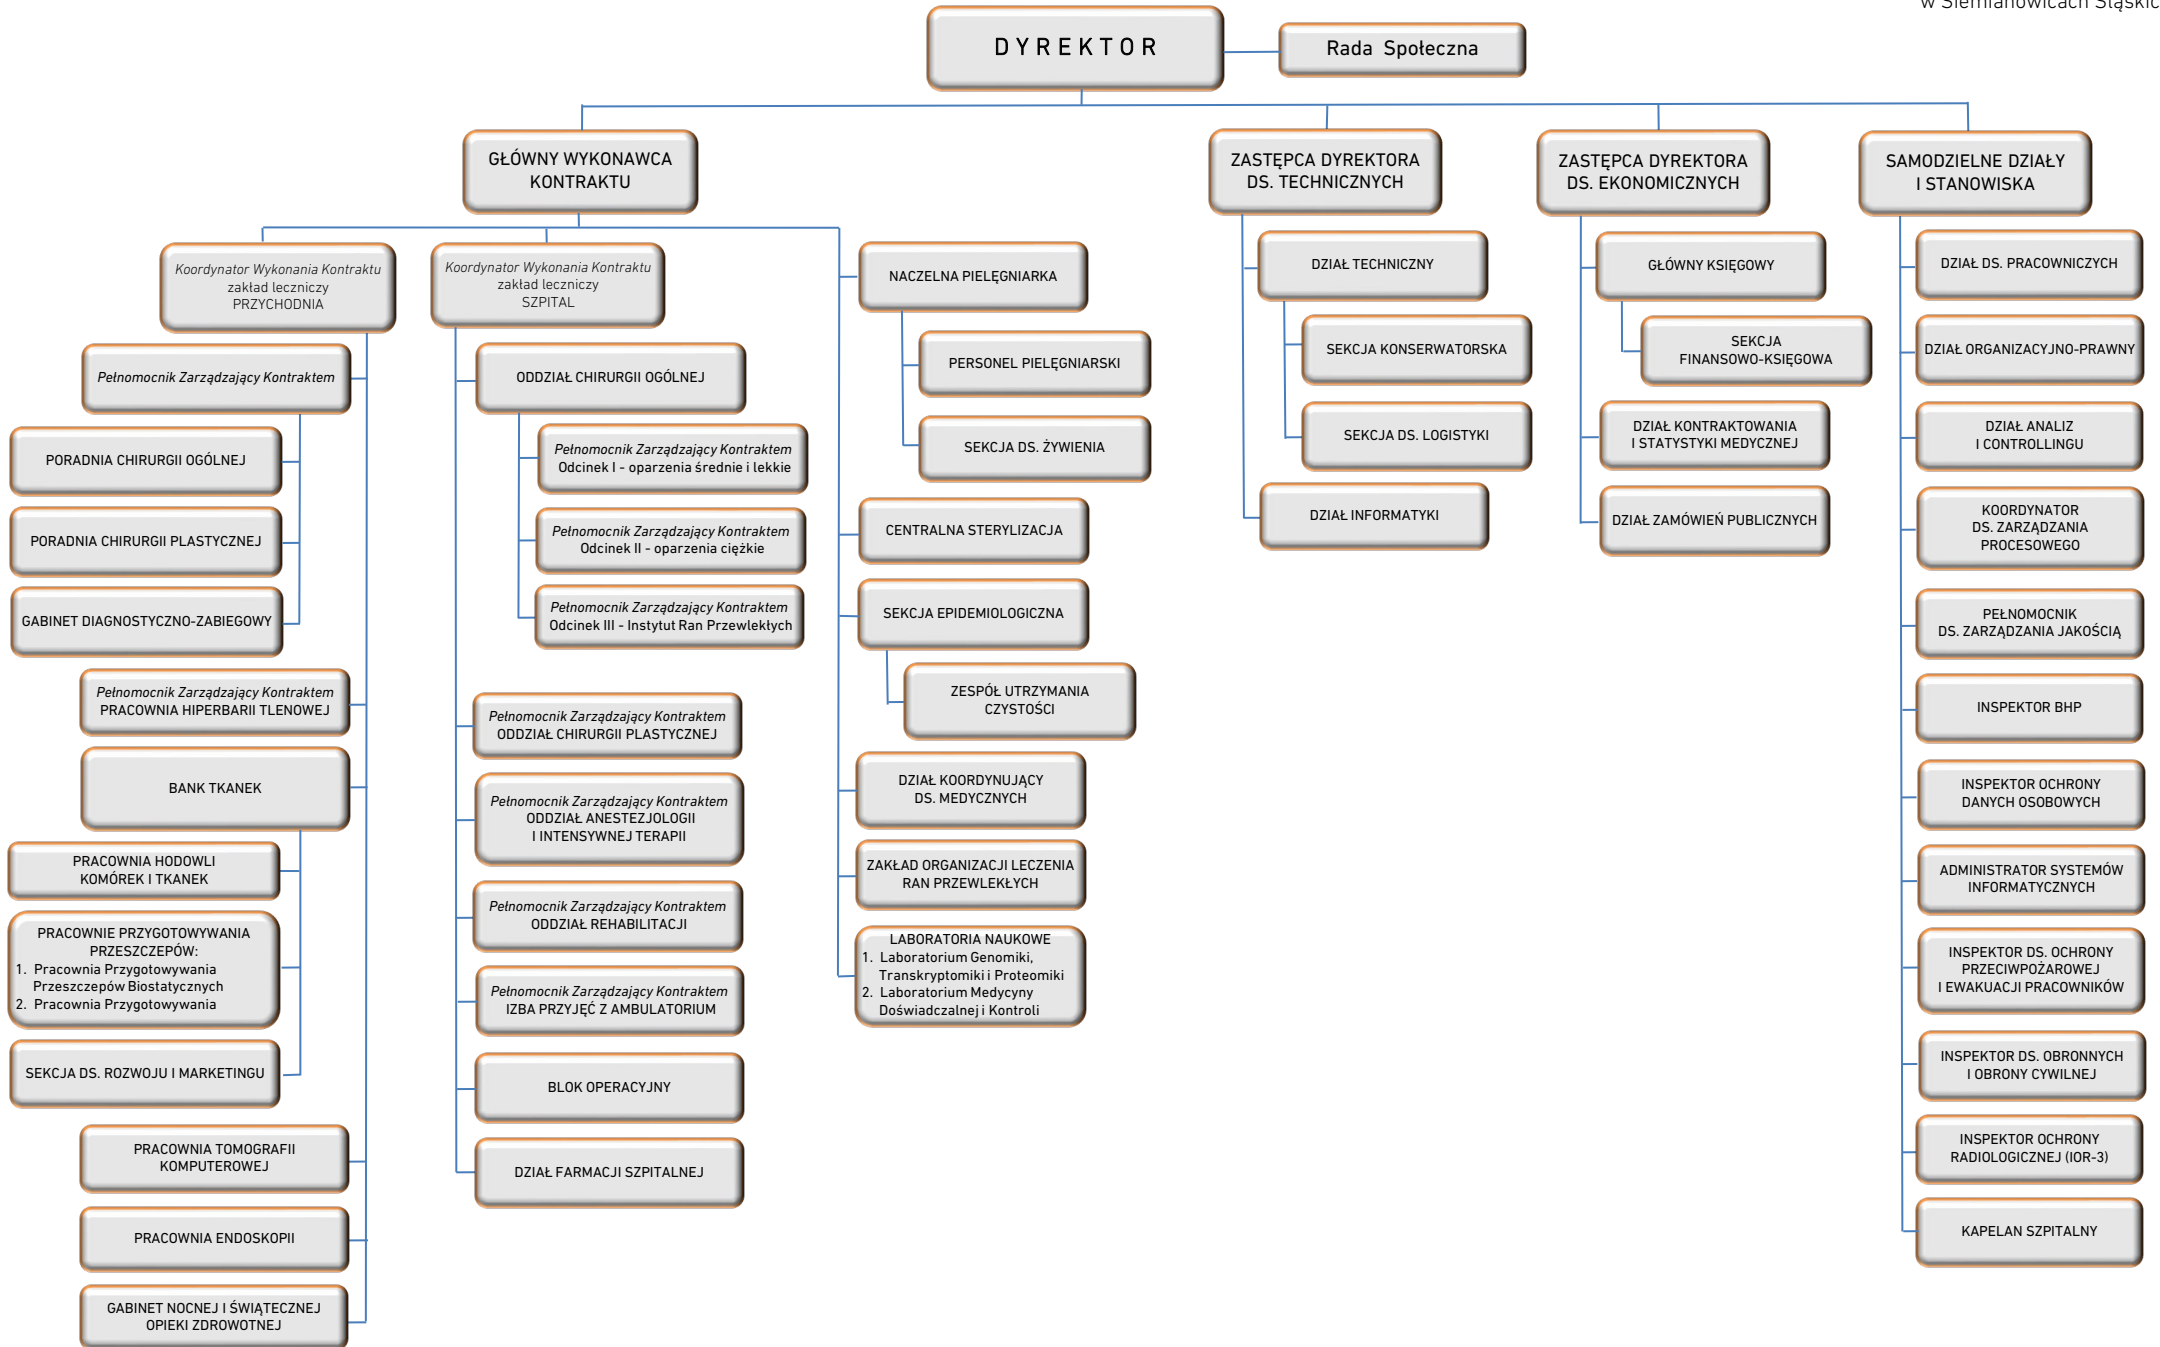 w Siemianowicach Śląskic
DYREKTOR
Rada Społeczna
GŁÓWNY WYKONAWCA
KONTRAKTU
ZASTĘPCA DYREKTORA
DS. TECHNICZNYCH
ZASTĘPCA DYREKTORA
DS. EKONOMICZNYCH
SAMODZIELNE DZIAŁY
I STANOWISKA
Koordynator Wykonania Kontraktu
zakład leczniczy
PRZYCHODNIA
Pełnomocnik Zarządzający Kontraktem
PORADNIA CHIRURGII OGÓLNEJ
PORADNIA CHIRURGII PLASTYCZNEJ
GABINET DIAGNOSTYCZNO-ZABIEGOWY
Pełnomocnik Zarządzający Kontraktem
PRACOWNIA HIPERBARII TLENOWEJ
BANK TKANEK
PRACOWNIA HODOWLI
KOMÓREK I TKANEK
PRACOWNIE PRZYGOTOWYWANIA
PRZESZCZEPÓW:
1. Pracownia Przygotowywania
Przeszczepów Biostatycznych
2. Pracownia Przygotowywania
SEKCJA DS. ROZWOJU I MARKETINGU
PRACOWNIA TOMOGRAFII
KOMPUTEROWEJ
PRACOWNIA ENDOSKOPII
GABINET NOCNEJ I ŚWIĄTECZNEJ
OPIEKI ZDROWOTNEJ
Koordynator Wykonania Kontraktu
zakład leczniczy
SZPITAL
ODDZIAŁ CHIRURGII OGÓLNEJ
Pełnomocnik Zarządzający Kontraktem
Odcinek I - oparzenia średnie i lekkie
Pełnomocnik Zarządzający Kontraktem
Odcinek II - oparzenia ciężkie
Pełnomocnik Zarządzający Kontraktem
Odcinek III - Instytut Ran Przewlekłych
Pełnomocnik Zarządzający Kontraktem
ODDZIAŁ CHIRURGII PLASTYCZNEJ
Pełnomocnik Zarządzający Kontraktem
ODDZIAŁ ANESTEZJOLOGII
I INTENSYWNEJ TERAPII
Pełnomocnik Zarządzający Kontraktem
ODDZIAŁ REHABILITACJI
Pełnomocnik Zarządzający Kontraktem
IZBA PRZYJĘĆ Z AMBULATORIUM
BLOK OPERACYJNY
DZIAŁ FARMACJI SZPITALNEJ
NACZELNA PIELĘGNIARKA
PERSONEL PIELĘGNIARSKI
SEKCJA DS. ŻYWIENIA
CENTRALNA STERYLIZACJA
SEKCJA EPIDEMIOLOGICZNA
ZESPÓŁ UTRZYMANIA
CZYSTOŚCI
DZIAŁ KOORDYNUJĄCY
DS. MEDYCZNYCH
ZAKŁAD ORGANIZACJI LECZENIA
RAN PRZEWLEKŁYCH
LABORATORIA NAUKOWE
1. Laboratorium Genomiki,
Transkryptomiki i Proteomiki
2. Laboratorium Medycyny
Doświadczalnej i Kontroli
DZIAŁ TECHNICZNY
SEKCJA KONSERWATORSKA
SEKCJA DS. LOGISTYKI
DZIAŁ INFORMATYKI
GŁÓWNY KSIĘGOWY
SEKCJA
FINANSOWO-KSIĘGOWA
DZIAŁ KONTRAKTOWANIA
I STATYSTYKI MEDYCZNEJ
DZIAŁ ZAMÓWIEŃ PUBLICZNYCH
DZIAŁ DS. PRACOWNICZYCH
DZIAŁ ORGANIZACYJNO-PRAWNY
DZIAŁ ANALIZ
I CONTROLLINGU
KOORDYNATOR
DS. ZARZĄDZANIA
PROCESOWEGO
PEŁNOMOCNIK
DS. ZARZĄDZANIA JAKOŚCIĄ
INSPEKTOR BHP
INSPEKTOR OCHRONY
DANYCH OSOBOWYCH
ADMINISTRATOR SYSTEMÓW
INFORMATYCZNYCH
INSPEKTOR DS. OCHRONY
PRZECIWPOŻAROWEJ
I EWAKUACJI PRACOWNIKÓW
INSPEKTOR DS. OBRONNYCH
I OBRONY CYWILNEJ
INSPEKTOR OCHRONY
RADIOLOGICZNEJ (IOR-3)
KAPELAN SZPITALNY